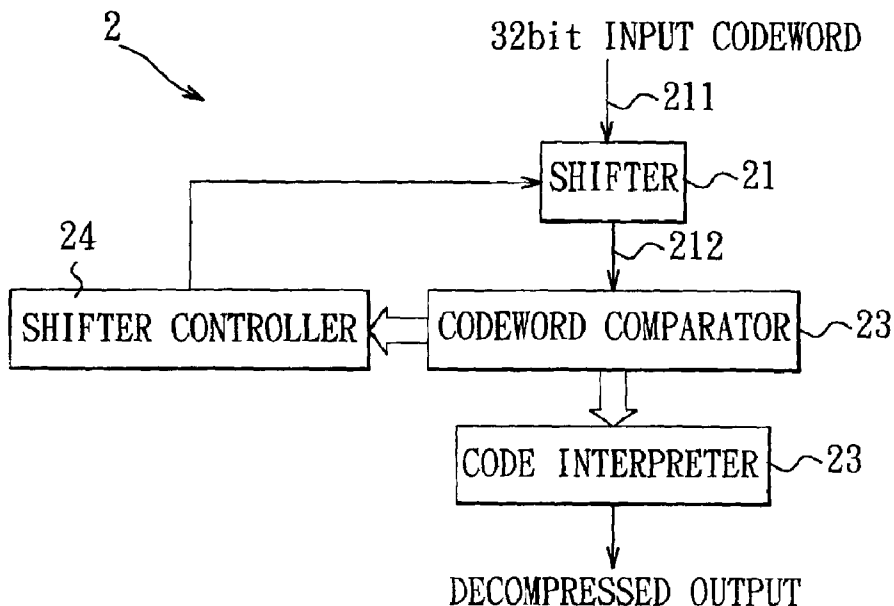 2
32bit INPUT CODEWORD
211
SHIFTER
21
212
24
SHIFTER CONTROLLER
CODEWORD COMPARATOR
23
CODE INTERPRETER
23
DECOMPRESSED OUTPUT